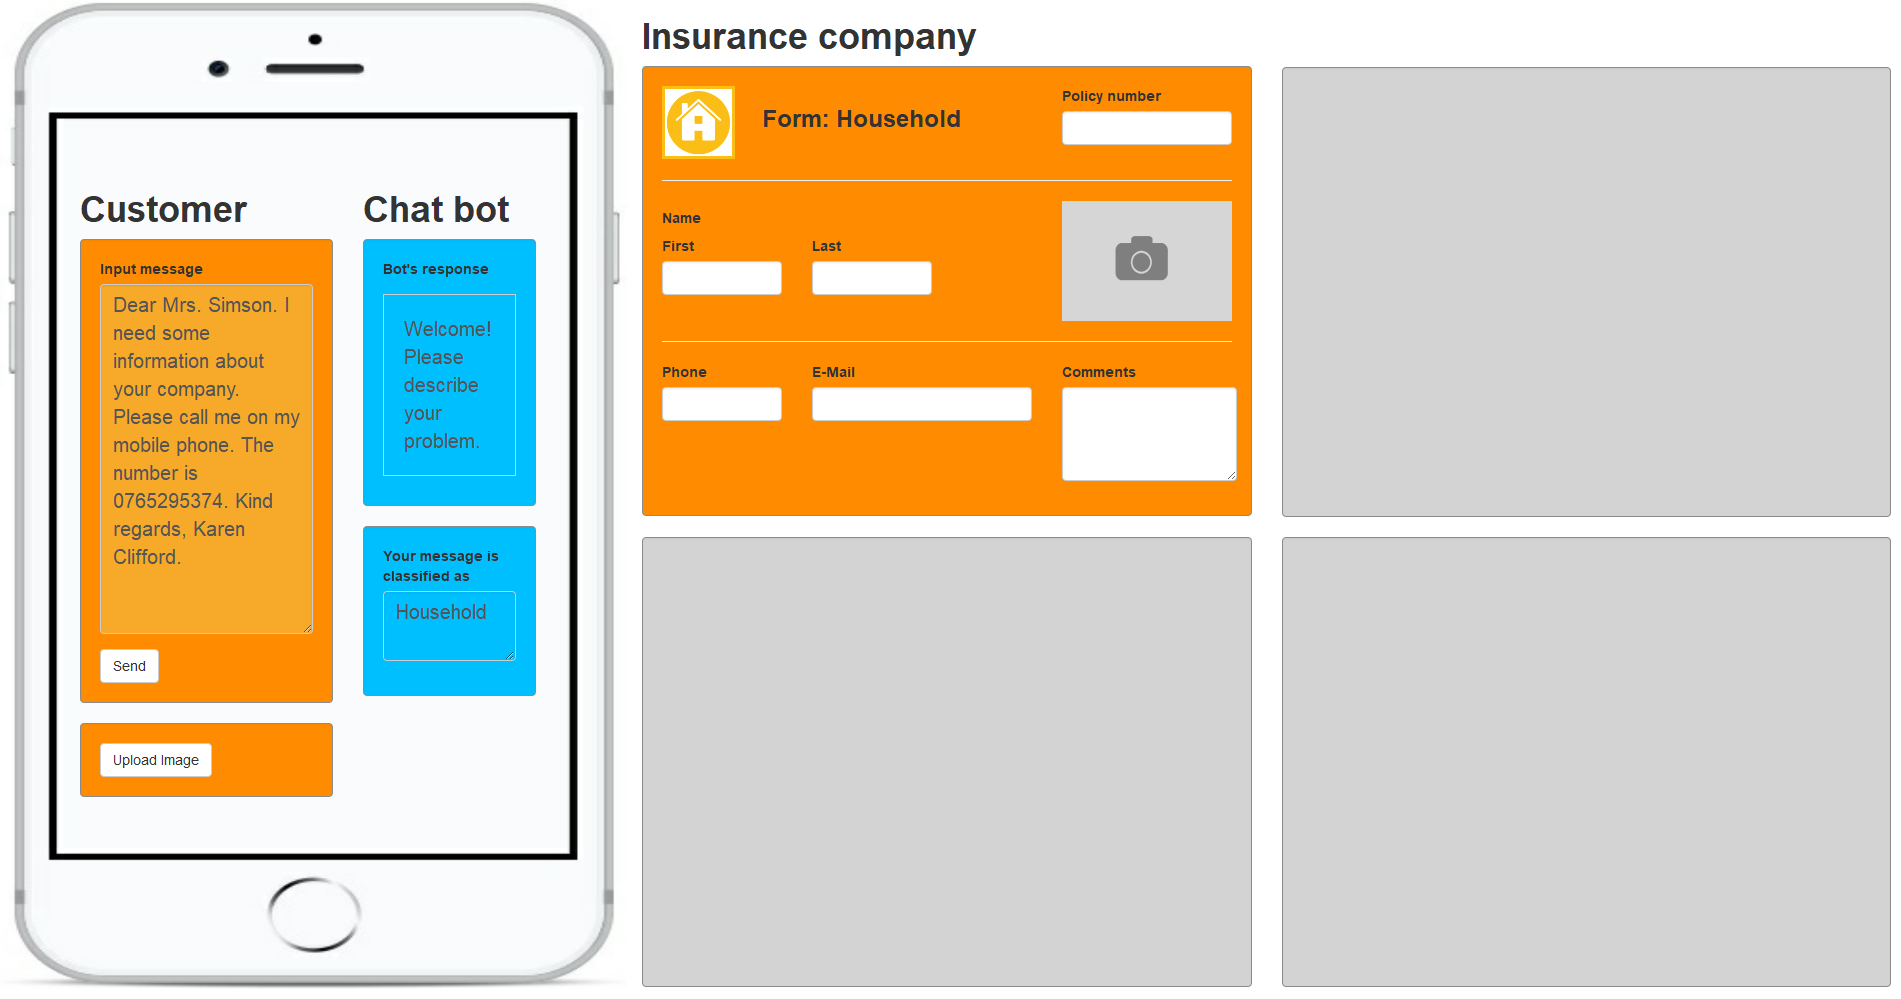 Customer
Input message
Dear Mrs. Simson. I
need some
information about
your company.
Please call me on my
mobile phone. The
number is
0765295374. Kind
regards, Karen
Clifford.
Send
Upload Image
Chat bot
Bot's response
Welcome!
Please
describe
your
problem.
Your message is
classified as
Household
Insurance company
Form: Household
Policy number
Name
First
Last
Phone
E-Mail
Comments